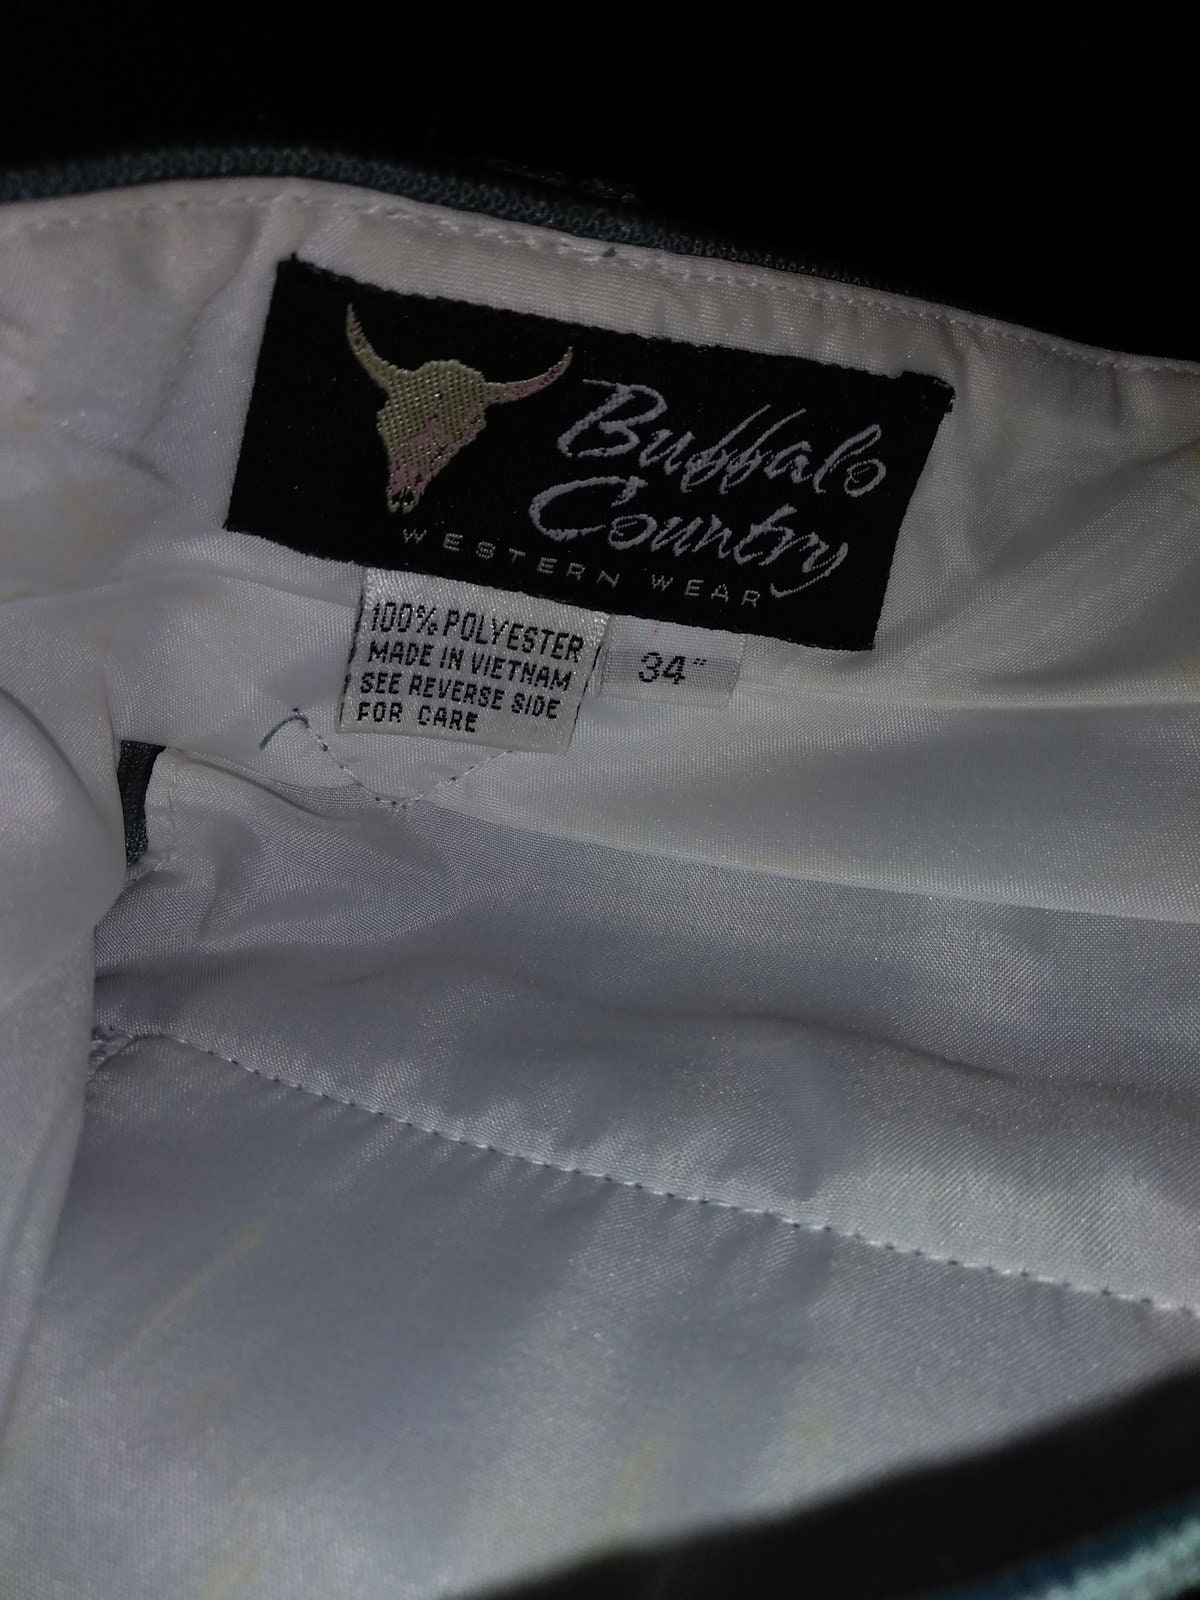 Buffalo
Country
WESTERN WEAR
100% POLYESTER
MADE IN VIETNAM
SEE REVERSE SIDE
FOR CARE
34"